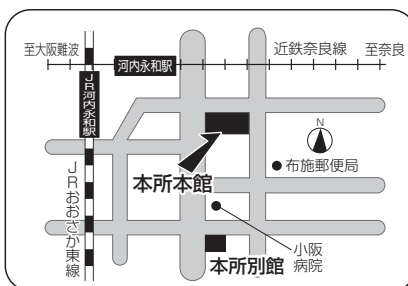 至大阪難波
河内永和駅
近鉄奈良線
至奈良
JR河内永和駅
N
布施郵便局
本所本館
JRおおさか東線
小阪
病院
本所別館